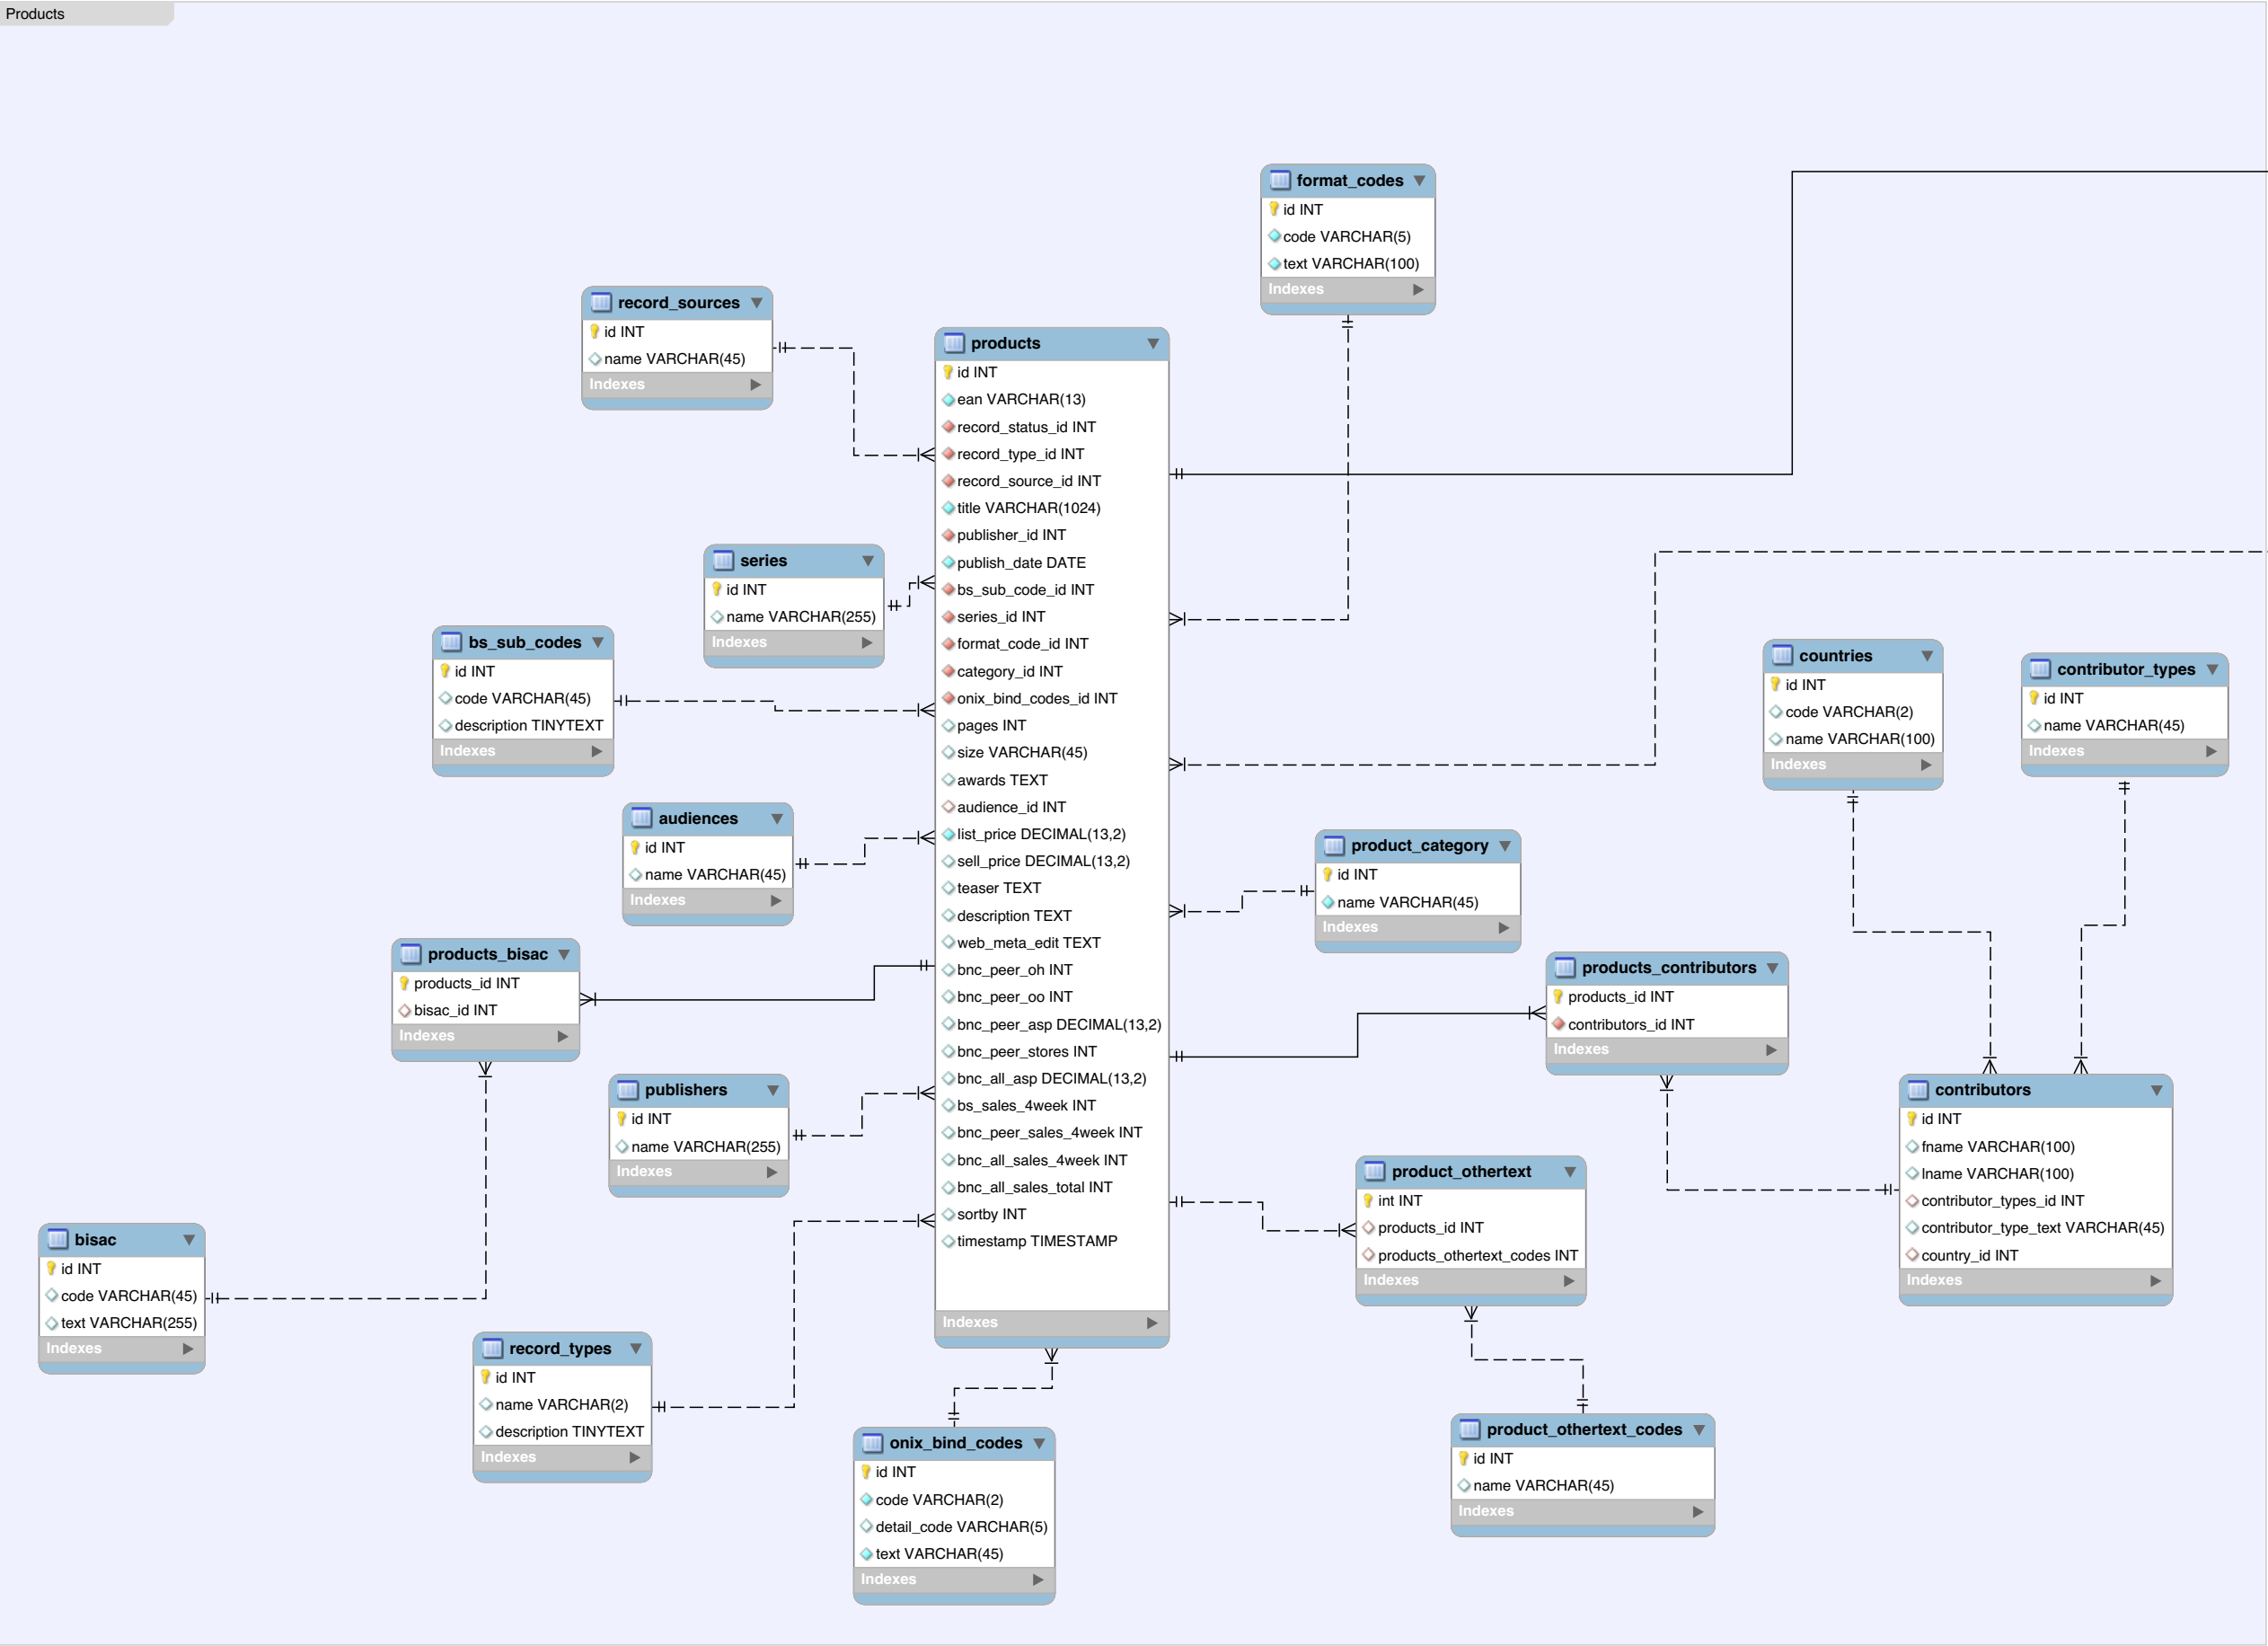 Products
format_codes
id INT
code VARCHAR(5)
text VARCHAR(100)
Indexes
record_sources
id INT
name VARCHAR(45)
Indexes
products
id INT
ean VARCHAR(13)
record_status_id INT
record_type_id INT
record_source_id INT
title VARCHAR(1024)
publisher_id INT
publish_date DATE
bs_sub_code_id INT
series_id INT
format_code_id INT
category_id INT
onix_bind_codes_id INT
pages INT
size VARCHAR(45)
awards TEXT
audience_id INT
list_price DECIMAL(13,2)
sell_price DECIMAL(13,2)
teaser TEXT
description TEXT
web_meta_edit TEXT
bnc_peer_oh INT
bnc_peer_oo INT
bnc_peer_asp DECIMAL(13,2)
bnc_peer_stores INT
bnc_all_asp DECIMAL(13,2)
bs_sales_4week INT
bnc_peer_sales_4week INT
bnc_all_sales_4week INT
bnc_all_sales_total INT
sortby INT
timestamp TIMESTAMP
Indexes
series
id INT
name VARCHAR(255)
Indexes
bs_sub_codes
id INT
code VARCHAR(45)
description TINYTEXT
Indexes
countries
id INT
code VARCHAR(2)
name VARCHAR(100)
Indexes
contributor_types
id INT
name VARCHAR(45)
Indexes
audiences
id INT
name VARCHAR(45)
Indexes
product_category
id INT
name VARCHAR(45)
Indexes
products_bisac
products_id INT
bisac_id INT
Indexes
products_contributors
products_id INT
contributors_id INT
Indexes
publishers
id INT
name VARCHAR(255)
Indexes
contributors
id INT
fname VARCHAR(100)
lname VARCHAR(100)
contributor_types_id INT
contributor_type_text VARCHAR(45)
country_id INT
Indexes
product_othertext
int INT
products_id INT
products_othertext_codes INT
Indexes
bisac
id INT
code VARCHAR(45)
text VARCHAR(255)
Indexes
record_types
id INT
name VARCHAR(2)
description TINYTEXT
Indexes
onix_bind_codes
id INT
code VARCHAR(2)
detail_code VARCHAR(5)
text VARCHAR(45)
Indexes
product_othertext_codes
id INT
name VARCHAR(45)
Indexes